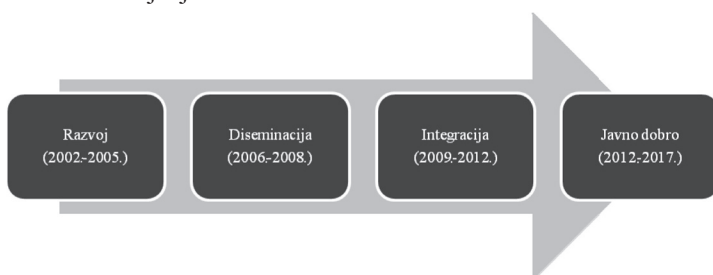 Razvoj
(2002.-2005.)
Diseminacija
(2006.-2008.)
Integracija
(2009.-2012.)
Javno dobro
(2012.-2017.)